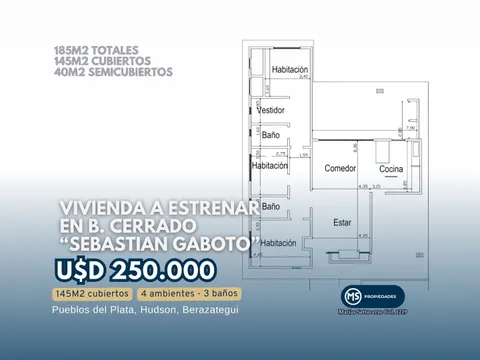 185M2 TOTALES
145M2 CUBIERTOS
40M2 SEMICUBIERTOS
Habitación
Vestidor
Baño
Habitación
Baño
Habitación
Comedor
Cocina
Estar
VIVIENDA A ESTRENAR
EN B. CERRADO
“SEBASTIAN GABOTO”
U$D 250.000
145M2 cubiertos
4 ambientes - 3 baños
Pueblos del Plata, Hudson, Berazategui
MS PROPIEDADES